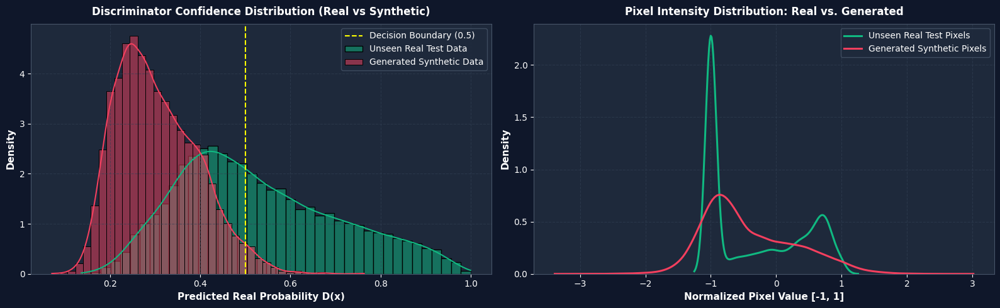 Discriminator Confidence Distribution (Real vs Synthetic)
Decision Boundary (0.5)
Unseen Real Test Data
Generated Synthetic Data
Density
4
3
2
1
0
0.2
0.4
0.6
0.8
1.0
Predicted Real Probability D(x)
Pixel Intensity Distribution: Real vs. Generated
Unseen Real Test Pixels
Generated Synthetic Pixels
Density
2.0
1.5
1.0
0.5
0.0
−3
−2
−1
0
1
2
3
Normalized Pixel Value [-1, 1]